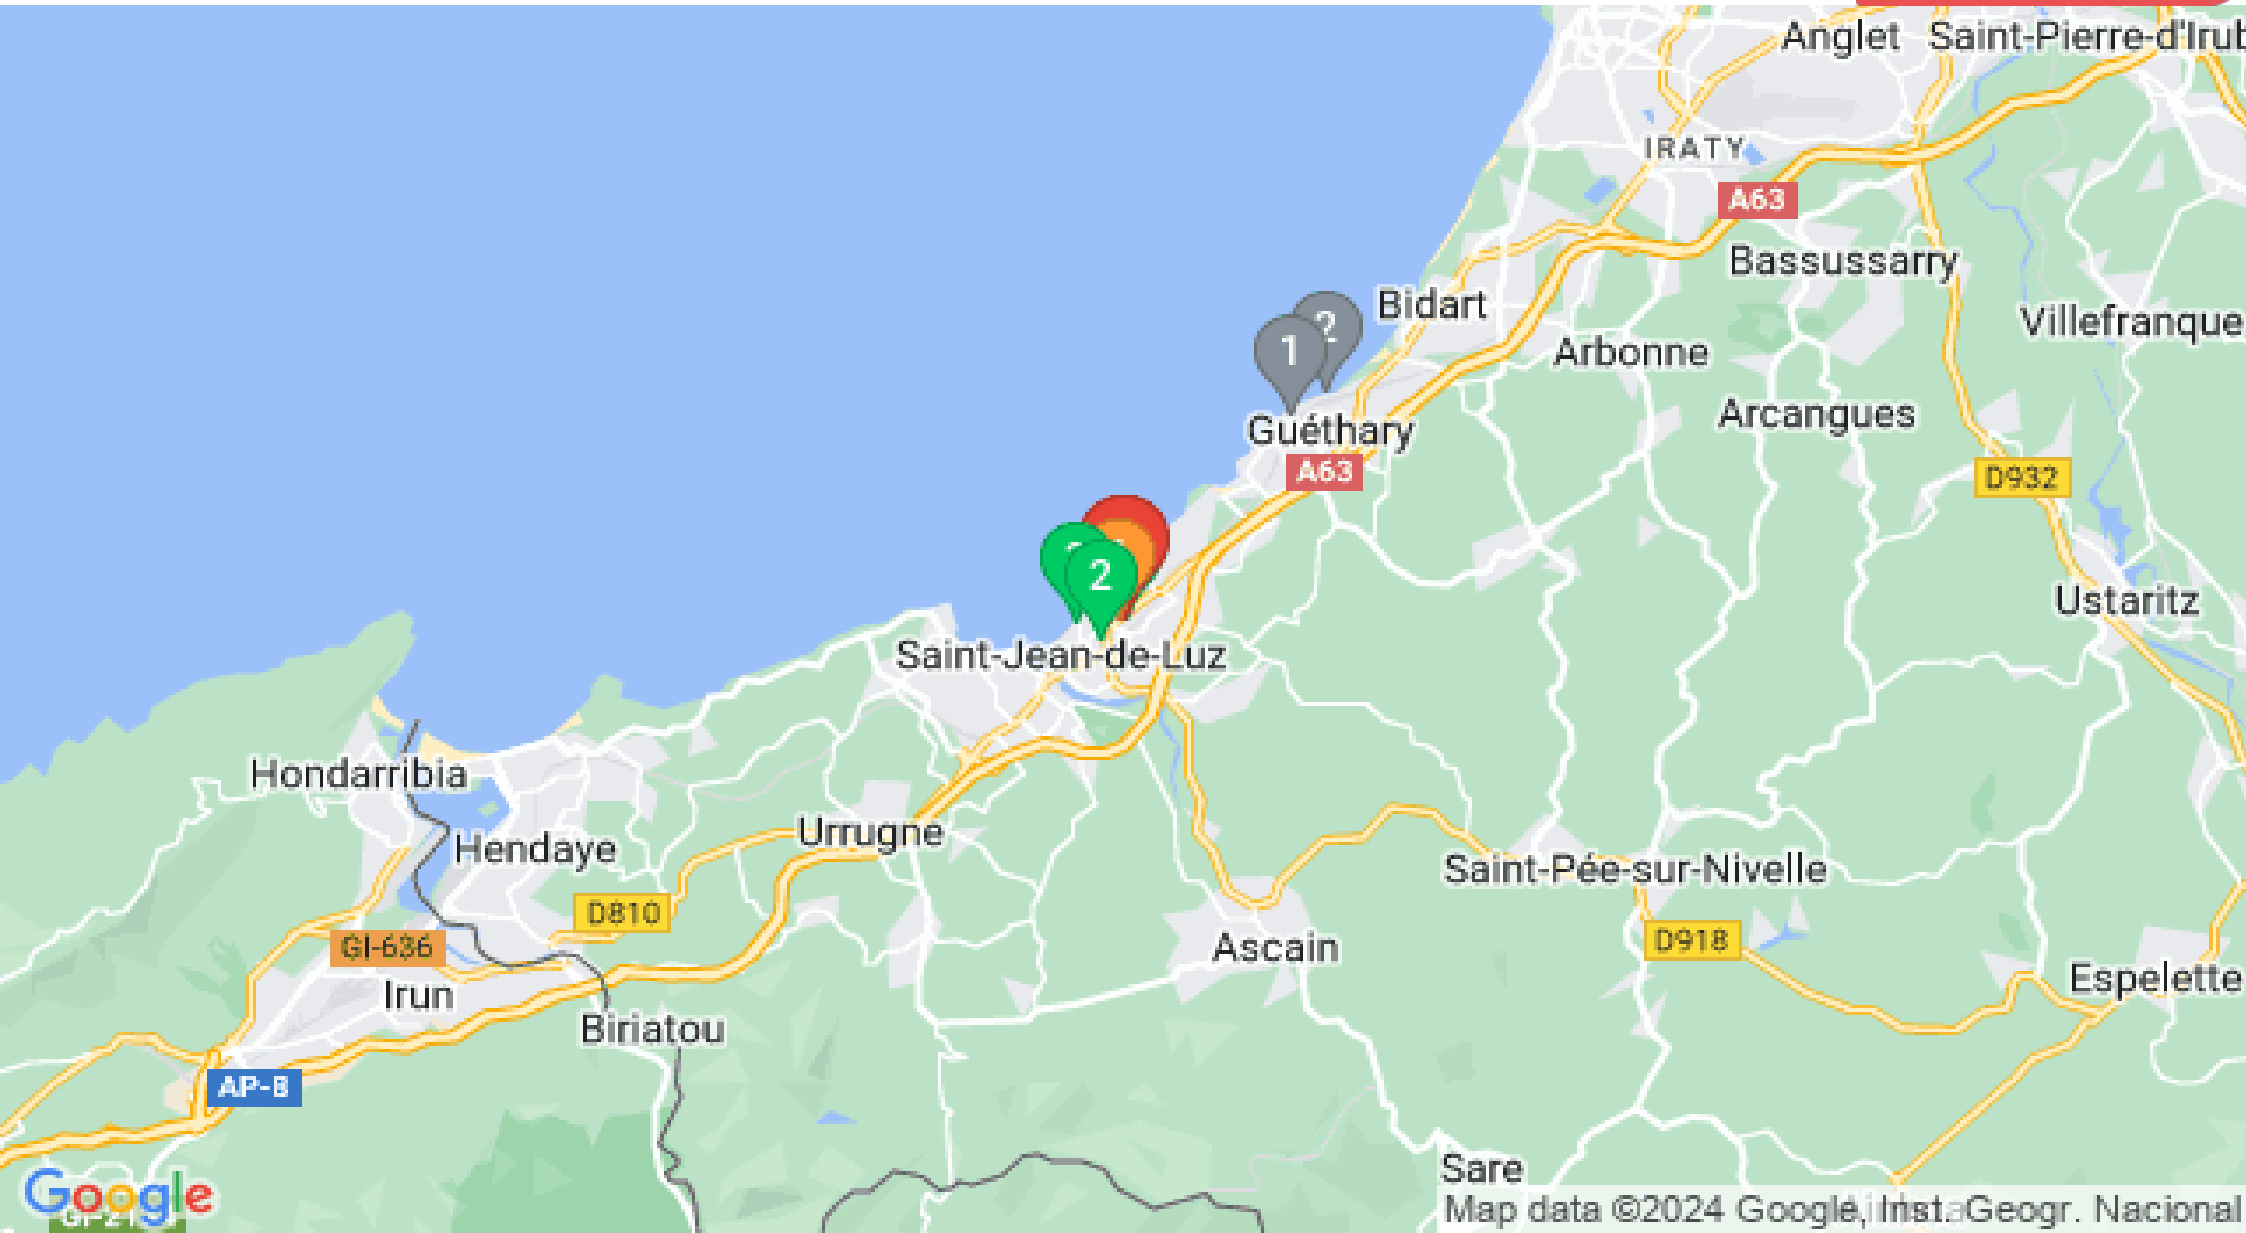 Anglet
Saint-Pierre-d'Irub
IRATY
A63
Bassussarry
Bidart
Villefranque
1
2
Arbonne
Arcangues
Guéthary
A63
D932
2
Ustaritz
Saint-Jean-de-Luz
Hondarribia
Urrugne
Hendaye
Saint-Pée-sur-Nivelle
D810
D918
GI-636
Ascain
Espelette
Irun
Biriatou
AP-8
Sare
Google
Map data ©2024 Google, Inst. Geogr. Nacional